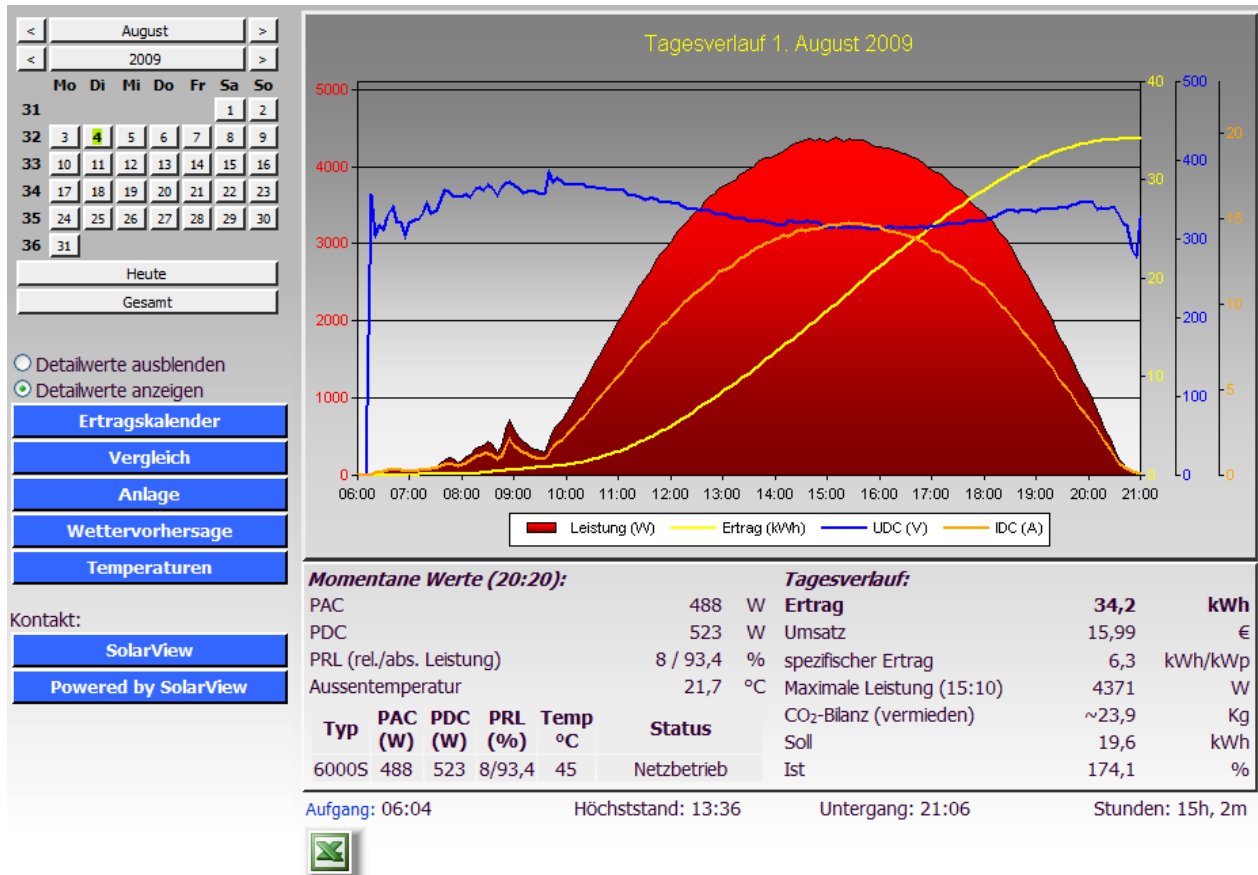 < August >
< 2009 >
Mo Di Mi Do Fr Sa So
31 1 2
32 3 4 5 6 7 8 9
33 10 11 12 13 14 15 16
34 17 18 19 20 21 22 23
35 24 25 26 27 28 29 30
36 31
Heute
Gesamt
Detailwerte ausblenden
Detailwerte anzeigen
Ertragskalender
Vergleich
Anlage
Wettervorhersage
Temperaturen
Kontakt:
SolarView
Powered by SolarView
Tagesverlauf 1. August 2009
5000
4000
3000
2000
1000
0
40
30
20
10
0
500
400
300
200
100
0
20
15
10
5
0
06:00 07:00 08:00 09:00 10:00 11:00 12:00 13:00 14:00 15:00 16:00 17:00 18:00 19:00 20:00 21:00
Leistung (W) Ertrag (kWh) UDC (V) IDC (A)
Momentane Werte (20:20):
PAC 488 W
PDC 523 W
PRL (rel./abs. Leistung) 8 / 93,4 %
Aussentemperatur 21,7 °C
Typ PAC (W) PDC (W) PRL (%) Temp °C Status
6000S 488 523 8/93,4 45 Netzbetrieb
Tagesverlauf:
Ertrag 34,2 kWh
Umsatz 15,99 €
spezifischer Ertrag 6,3 kWh/kWp
Maximale Leistung (15:10) 4371 W
CO₂-Bilanz (vermieden) ~23,9 Kg
Soll 19,6 kWh
Ist 174,1 %
Aufgang: 06:04 Höchststand: 13:36 Untergang: 21:06 Stunden: 15h, 2m